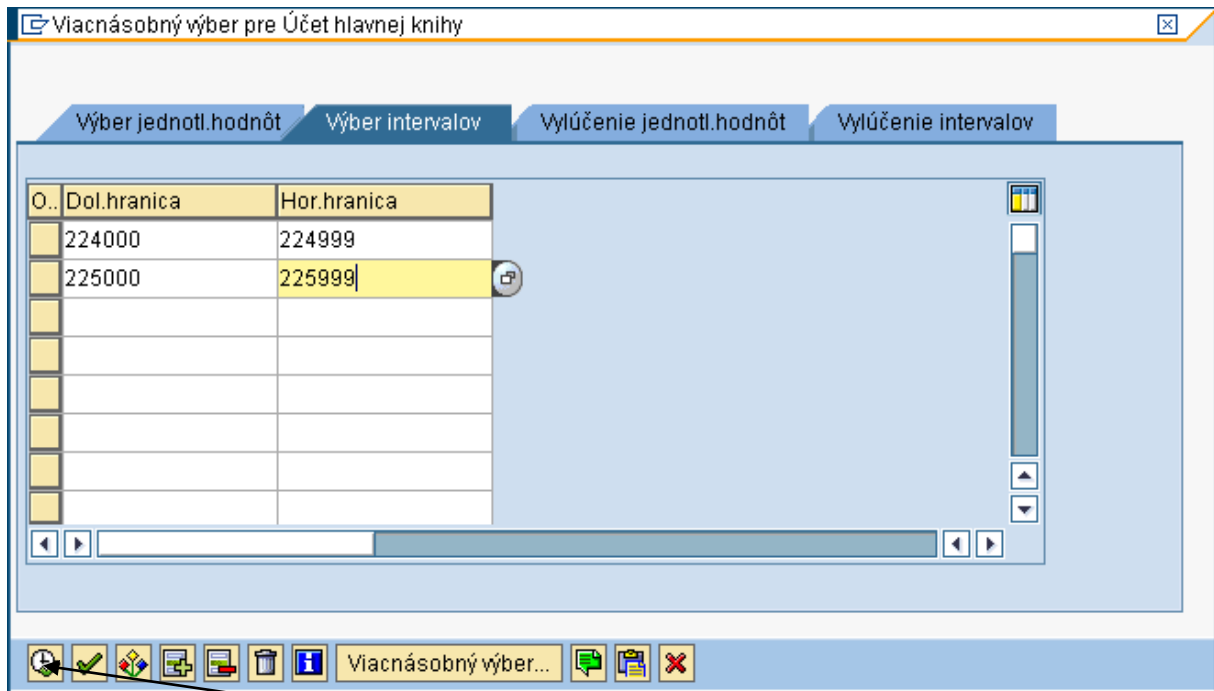 Viacnásobný výber pre Účet hlavnej knihy
Výber jednotl.hodnôt Výber intervalov Vylúčenie jednotl.hodnôt Vylúčenie intervalov
O.. Dol.hranica Hor.hranica
224000 224999
225000 225999
Viacnásobný výber...